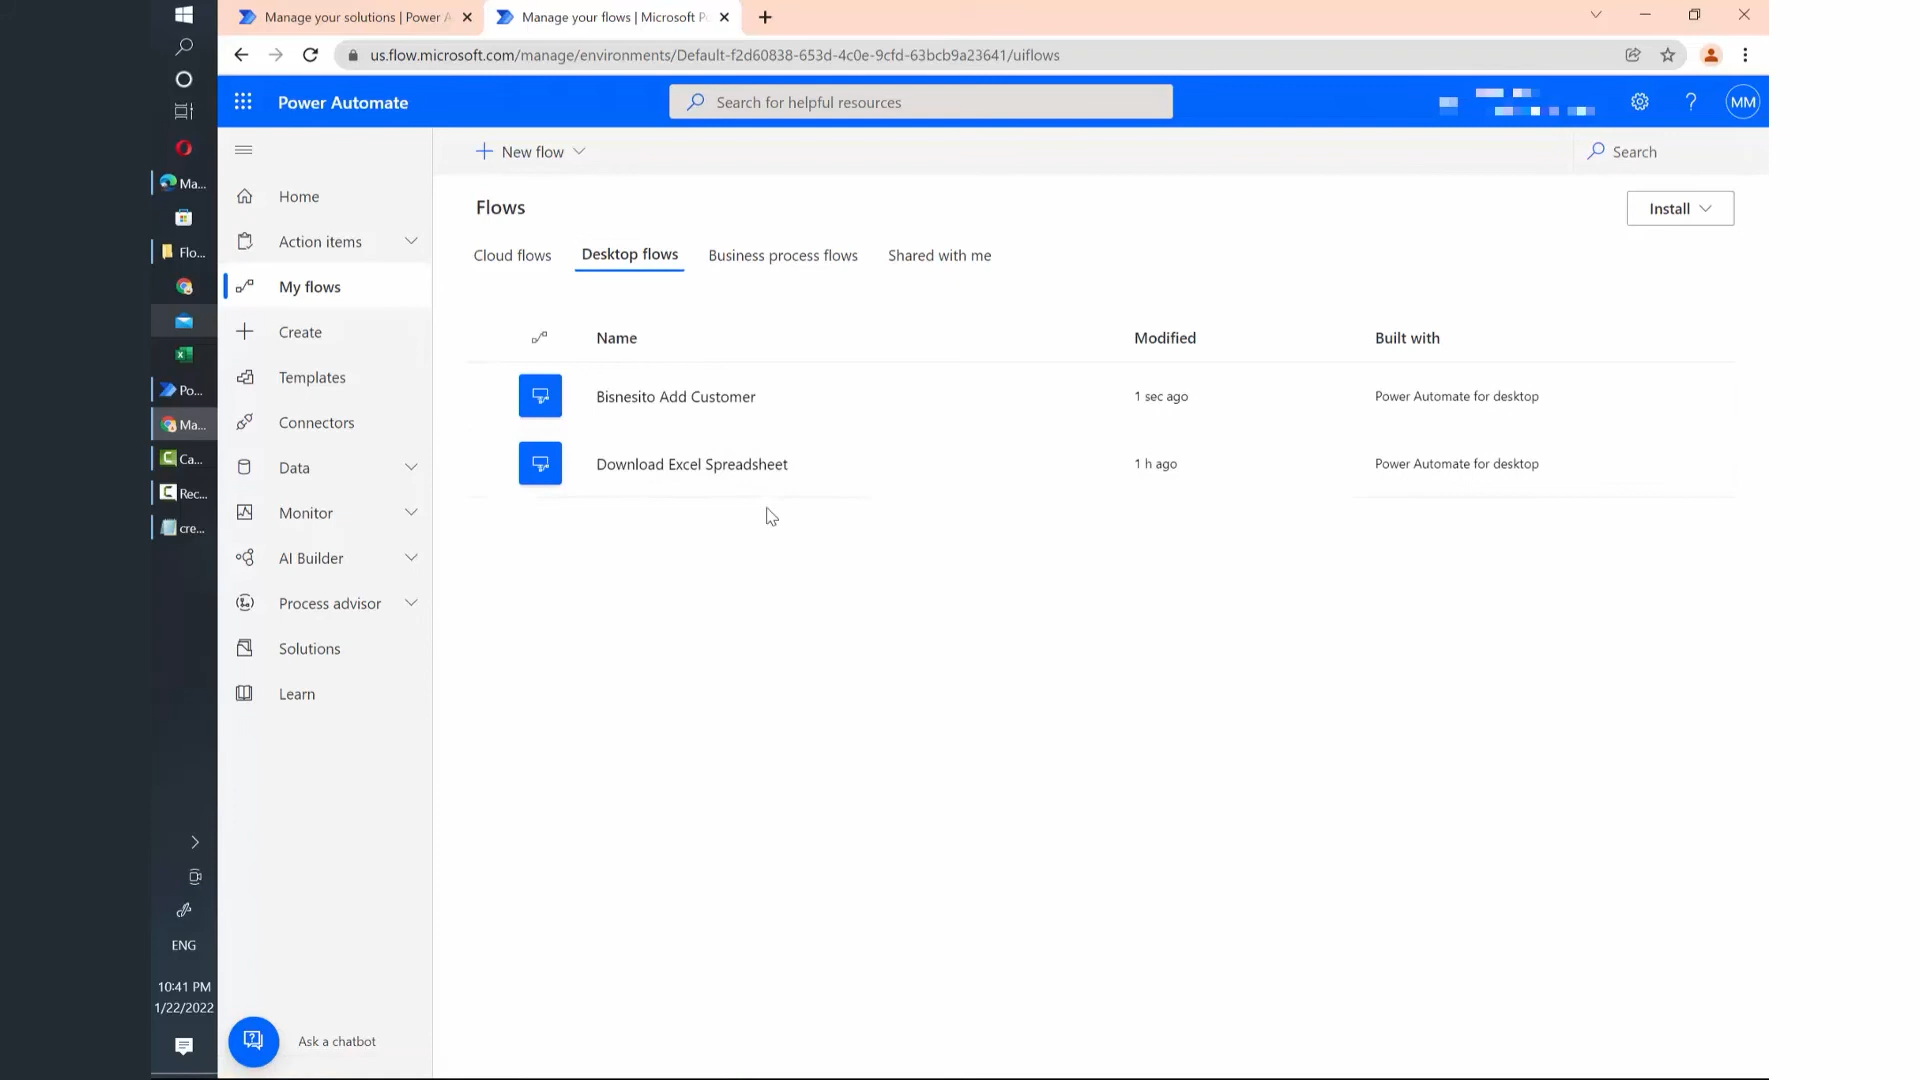 Manage your solutions | Power A
Manage your flows | Microsoft Po
us.flow.microsoft.com/manage/environments/Default-f2d60838-653d-4c0e-9cfd-63bcb9a23641/uiflows
Power Automate
Search for helpful resources
MM
New flow
Search
Home
Action items
My flows
Create
Templates
Connectors
Data
Monitor
AI Builder
Process advisor
Solutions
Learn
Ask a chatbot
Flows
Install
Cloud flows
Desktop flows
Business process flows
Shared with me
Name
Modified
Built with
Bisnesito Add Customer
1 sec ago
Power Automate for desktop
Download Excel Spreadsheet
1 h ago
Power Automate for desktop
Ma...
Flo...
Po...
Ma...
Ca...
Rec...
cre...
ENG
10:41 PM
1/22/2022